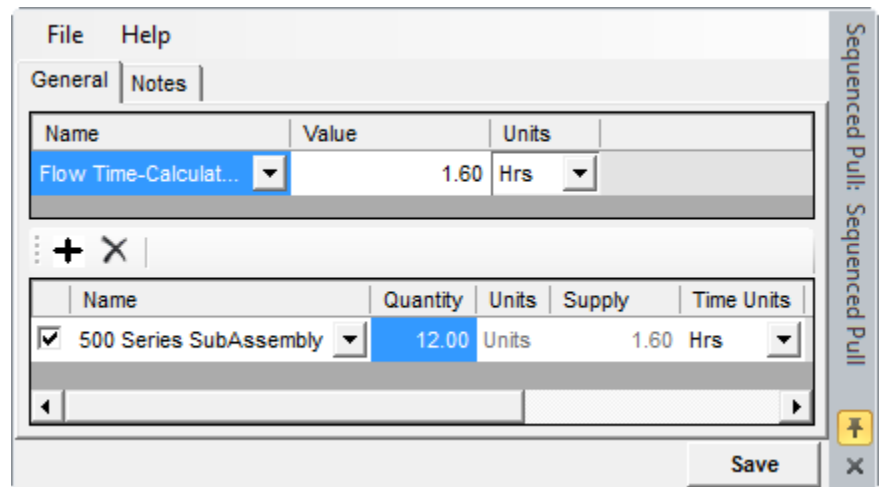 File Help
General Notes
Name Value Units
Flow Time-Calculat... 1.60 Hrs
Name Quantity Units Supply Time Units
500 Series SubAssembly 12.00 Units 1.60 Hrs
Save
Sequenced Pull: Sequenced Pull